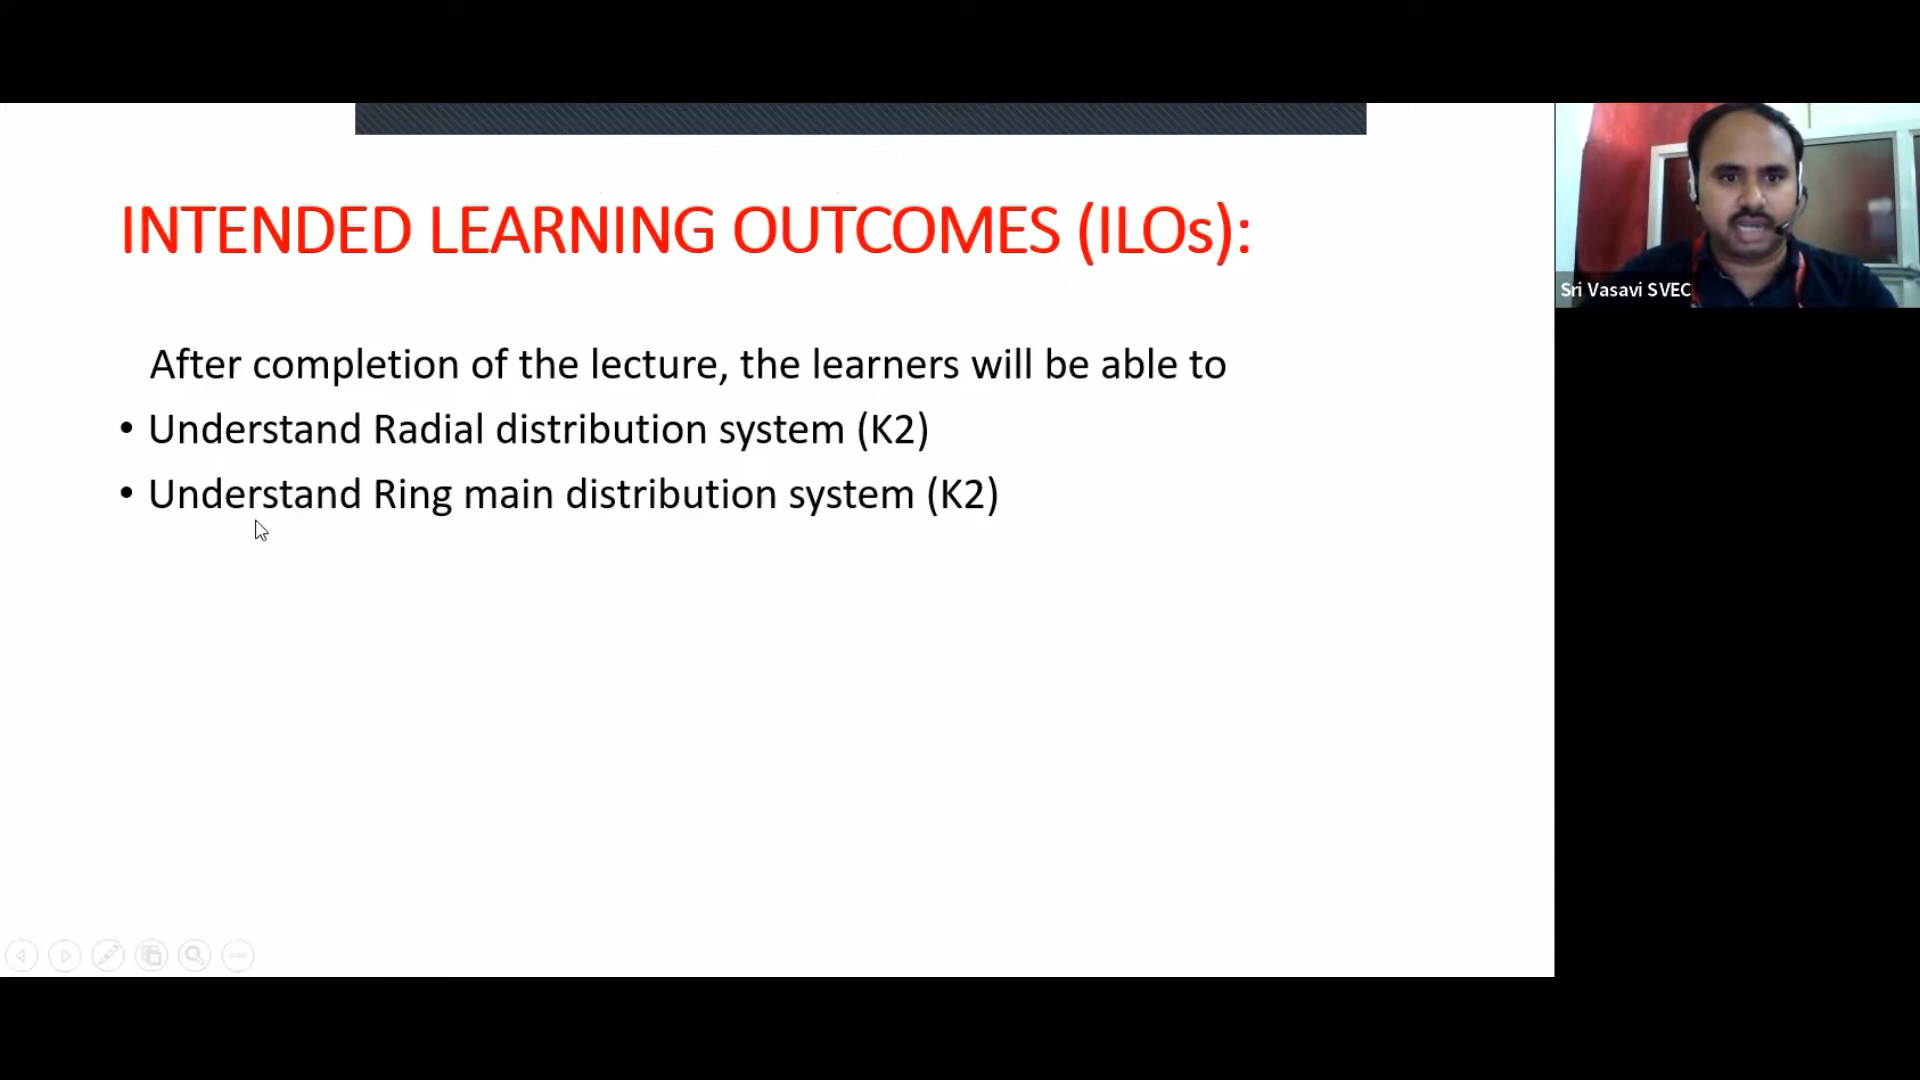 INTENDED LEARNING OUTCOMES (ILOs):
After completion of the lecture, the learners will be able to
• Understand Radial distribution system (K2)
• Understand Ring main distribution system (K2)
Sri Vasavi SVEC